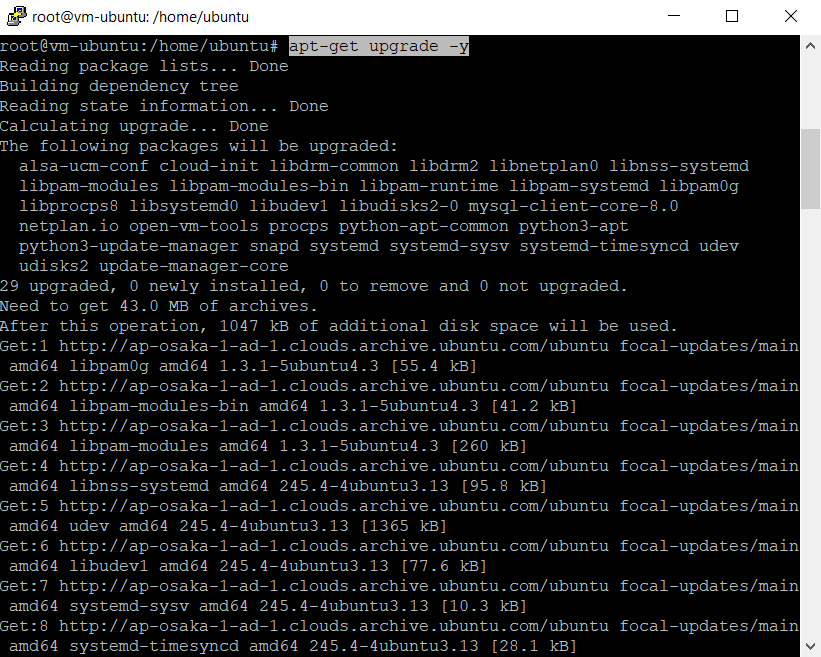 root@vm-ubuntu: /home/ubuntu
root@vm-ubuntu:/home/ubuntu# apt-get upgrade -y
Reading package lists... Done
Building dependency tree
Reading state information... Done
Calculating upgrade... Done
The following packages will be upgraded:
  alsa-ucm-conf cloud-init libdrm-common libdrm2 libnetplan0 libnss-systemd
  libpam-modules libpam-modules-bin libpam-runtime libpam-systemd libpam0g
  libprocps8 libsystemd0 libudev1 libudisks2-0 mysql-client-core-8.0
  netplan.io open-vm-tools procps python-apt-common python3-apt
  python3-update-manager snapd systemd systemd-sysv systemd-timesyncd udev
  udisks2 update-manager-core
29 upgraded, 0 newly installed, 0 to remove and 0 not upgraded.
Need to get 43.0 MB of archives.
After this operation, 1047 kB of additional disk space will be used.
Get:1 http://ap-osaka-1-ad-1.clouds.archive.ubuntu.com/ubuntu focal-updates/main
 amd64 libpam0g amd64 1.3.1-5ubuntu4.3 [55.4 kB]
Get:2 http://ap-osaka-1-ad-1.clouds.archive.ubuntu.com/ubuntu focal-updates/main
 amd64 libpam-modules-bin amd64 1.3.1-5ubuntu4.3 [41.2 kB]
Get:3 http://ap-osaka-1-ad-1.clouds.archive.ubuntu.com/ubuntu focal-updates/main
 amd64 libpam-modules amd64 1.3.1-5ubuntu4.3 [260 kB]
Get:4 http://ap-osaka-1-ad-1.clouds.archive.ubuntu.com/ubuntu focal-updates/main
 amd64 libnss-systemd amd64 245.4-4ubuntu3.13 [95.8 kB]
Get:5 http://ap-osaka-1-ad-1.clouds.archive.ubuntu.com/ubuntu focal-updates/main
 amd64 udev amd64 245.4-4ubuntu3.13 [1365 kB]
Get:6 http://ap-osaka-1-ad-1.clouds.archive.ubuntu.com/ubuntu focal-updates/main
 amd64 libudev1 amd64 245.4-4ubuntu3.13 [77.6 kB]
Get:7 http://ap-osaka-1-ad-1.clouds.archive.ubuntu.com/ubuntu focal-updates/main
 amd64 systemd-sysv amd64 245.4-4ubuntu3.13 [10.3 kB]
Get:8 http://ap-osaka-1-ad-1.clouds.archive.ubuntu.com/ubuntu focal-updates/main
 amd64 systemd-timesyncd amd64 245.4-4ubuntu3.13 [28.1 kB]